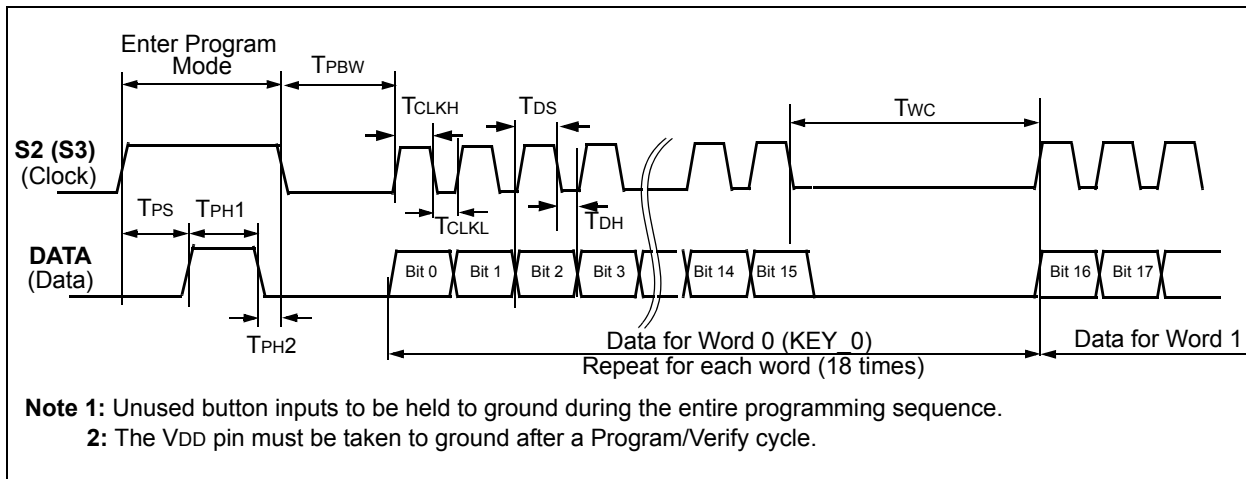 Enter Program
Mode
TPBW
TCLKH
TDS
TWC
S2 (S3)
(Clock)
TPS
TPH1
TCLKL
TDH
DATA
(Data)
Bit 0
Bit 1
Bit 2
Bit 3
Bit 14
Bit 15
Bit 16
Bit 17
TPH2
Data for Word 0 (KEY_0)
Repeat for each word (18 times)
Data for Word 1
Note 1: Unused button inputs to be held to ground during the entire programming sequence.
2: The VDD pin must be taken to ground after a Program/Verify cycle.